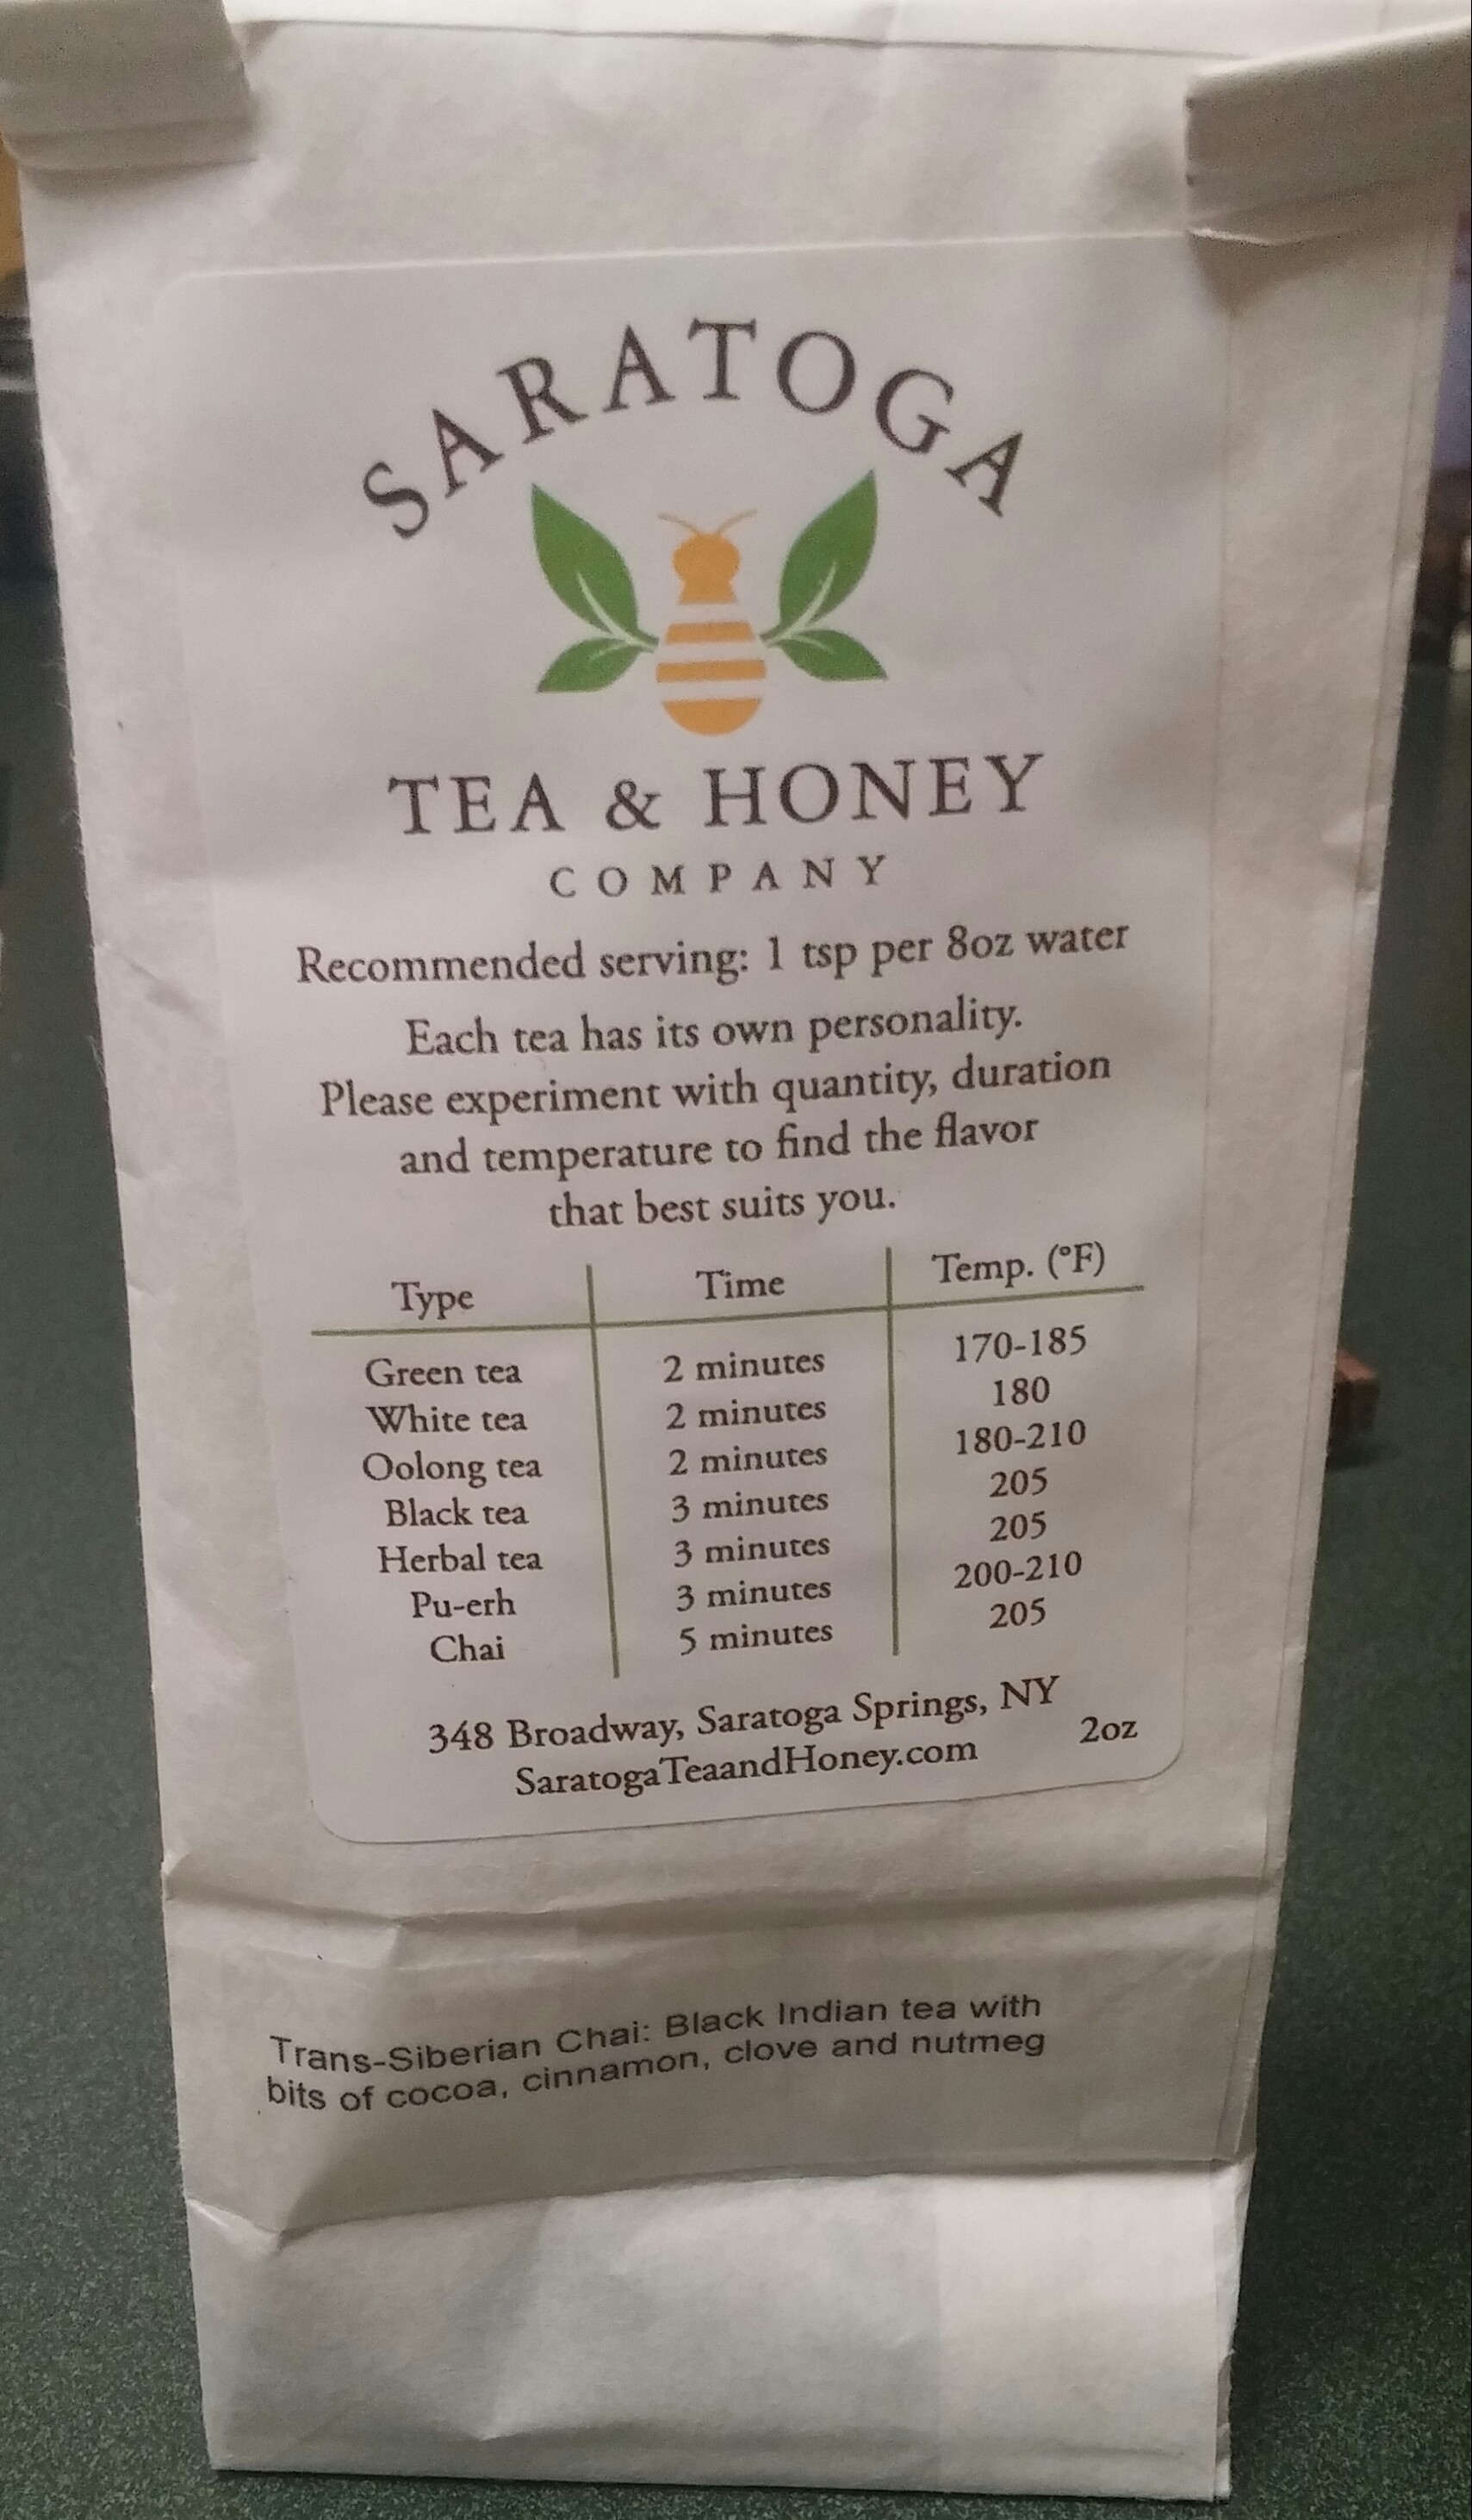 SARATOGA
TEA & HONEY
COMPANY
Recommended serving: 1 tsp per 8oz water
Each tea has its own personality.
Please experiment with quantity, duration
and temperature to find the flavor
that best suits you.
Type Time Temp. (°F)
Green tea 2 minutes 170-185
White tea 2 minutes 180
Oolong tea 2 minutes 180-210
Black tea 3 minutes 205
Herbal tea 3 minutes 205
Pu-erh 3 minutes 200-210
Chai 5 minutes 205
348 Broadway, Saratoga Springs, NY
SaratogaTeaandHoney.com 2oz
Trans-Siberian Chai: Black Indian tea with
bits of cocoa, cinnamon, clove and nutmeg